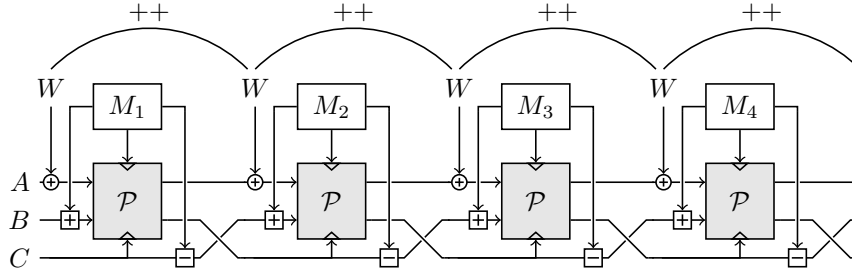 ++ ++ ++ ++
W W W W
M1 M2 M3 M4
A + + + +
P P P P
B + + + +
C − − − −